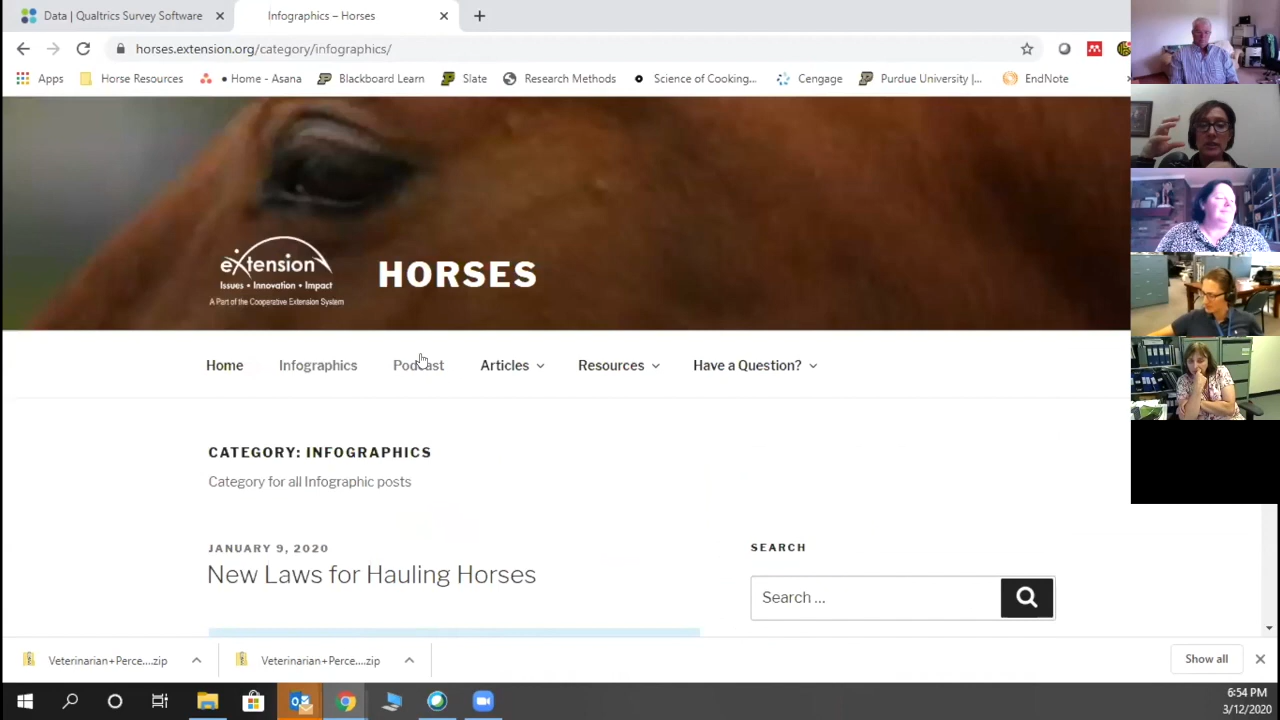 Data | Qualtrics Survey Software
Infographics – Horses
horses.extension.org/category/infographics/
Apps
Horse Resources
• Home - Asana
Blackboard Learn
Slate
Research Methods
Science of Cooking...
Cengage
Purdue University |...
EndNote
eXtension
Issues • Innovation • Impact
A Part of the Cooperative Extension System
HORSES
Home
Infographics
Podcast
Articles
Resources
Have a Question?
CATEGORY: INFOGRAPHICS
Category for all Infographic posts
JANUARY 9, 2020
New Laws for Hauling Horses
SEARCH
Search ...
Veterinarian+Perce....zip
Veterinarian+Perce....zip
Show all
6:54 PM
3/12/2020